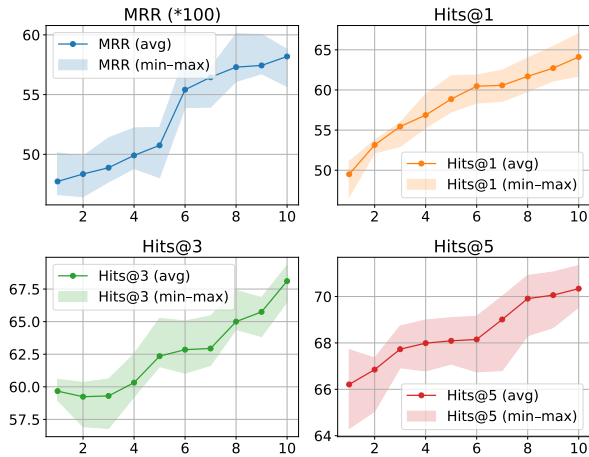 MRR (*100)
60
55
50
MRR (avg)
MRR (min–max)
2 4 6 8 10
Hits@1
65
60
55
50
Hits@1 (avg)
Hits@1 (min–max)
2 4 6 8 10
Hits@3
67.5
65.0
62.5
60.0
57.5
Hits@3 (avg)
Hits@3 (min–max)
2 4 6 8 10
Hits@5
70
68
66
64
Hits@5 (avg)
Hits@5 (min–max)
2 4 6 8 10